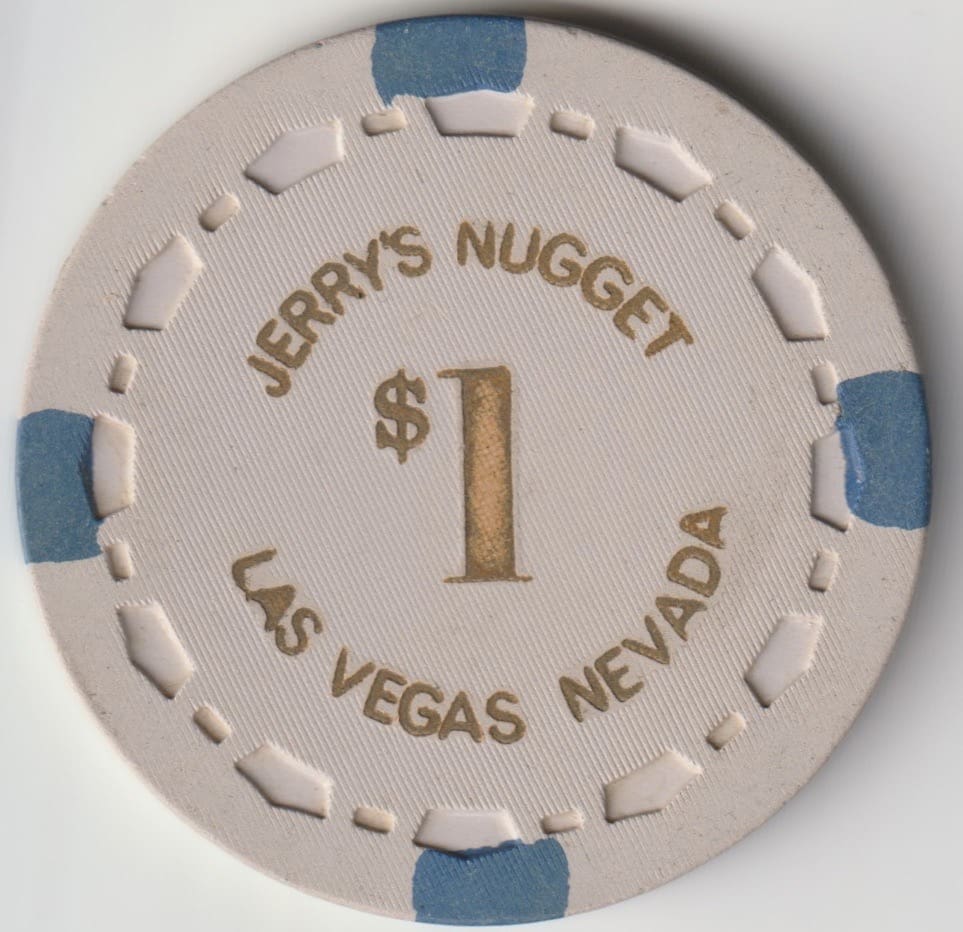 JERRY'S NUGGET
$1
LAS VEGAS NEVADA